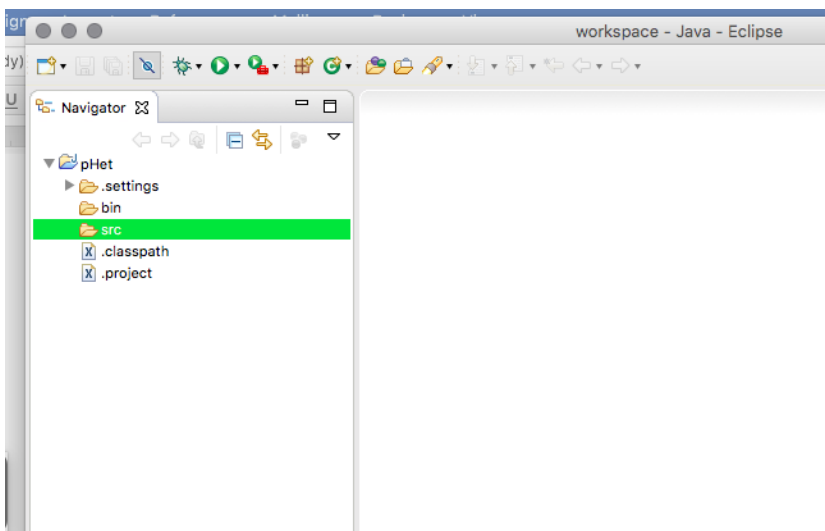 workspace - Java - Eclipse
Navigator
pHet
.settings
bin
src
.classpath
.project